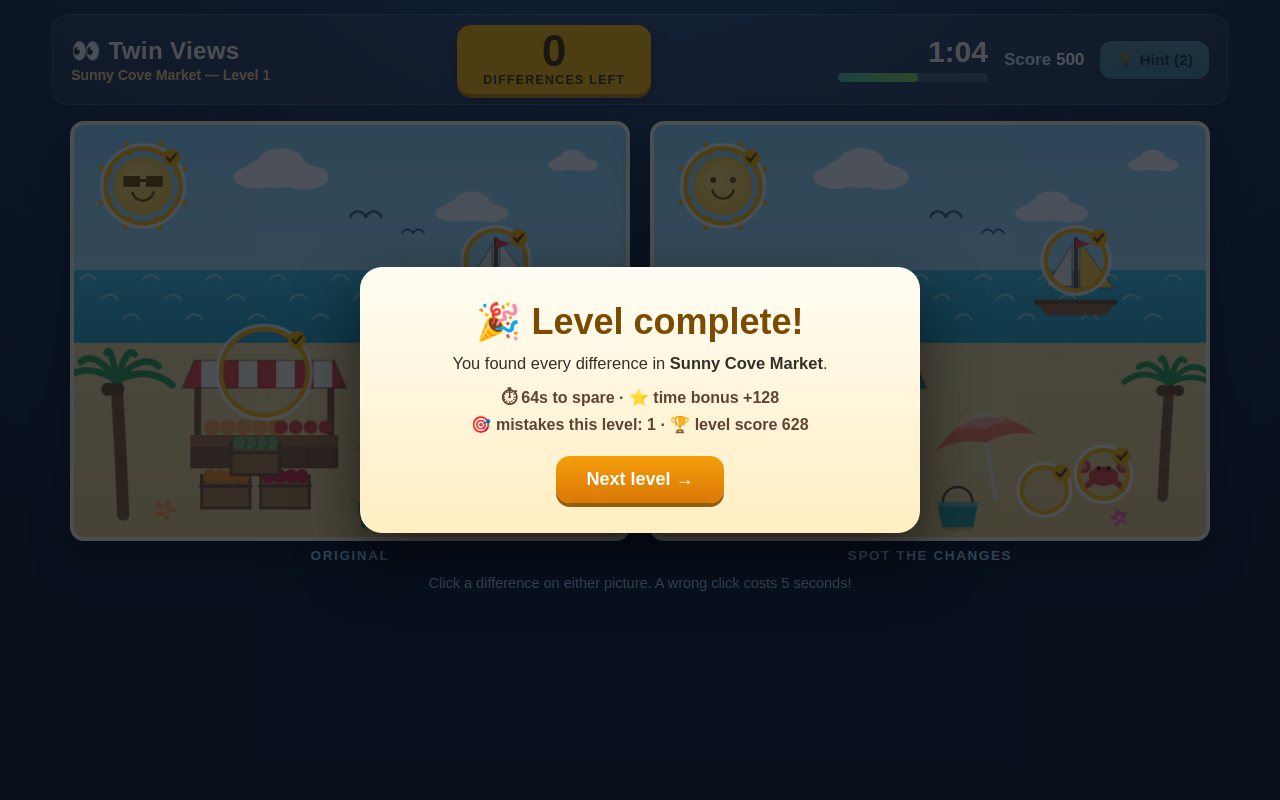 👀 Twin Views
Sunny Cove Market — Level 1
0
DIFFERENCES LEFT
1:04
Score 500
💡 Hint (2)
🎉 Level complete!
You found every difference in Sunny Cove Market.
⏱ 64s to spare · ⭐ time bonus +128
🎯 mistakes this level: 1 · 🏆 level score 628
Next level →
ORIGINAL
SPOT THE CHANGES
Click a difference on either picture. A wrong click costs 5 seconds!